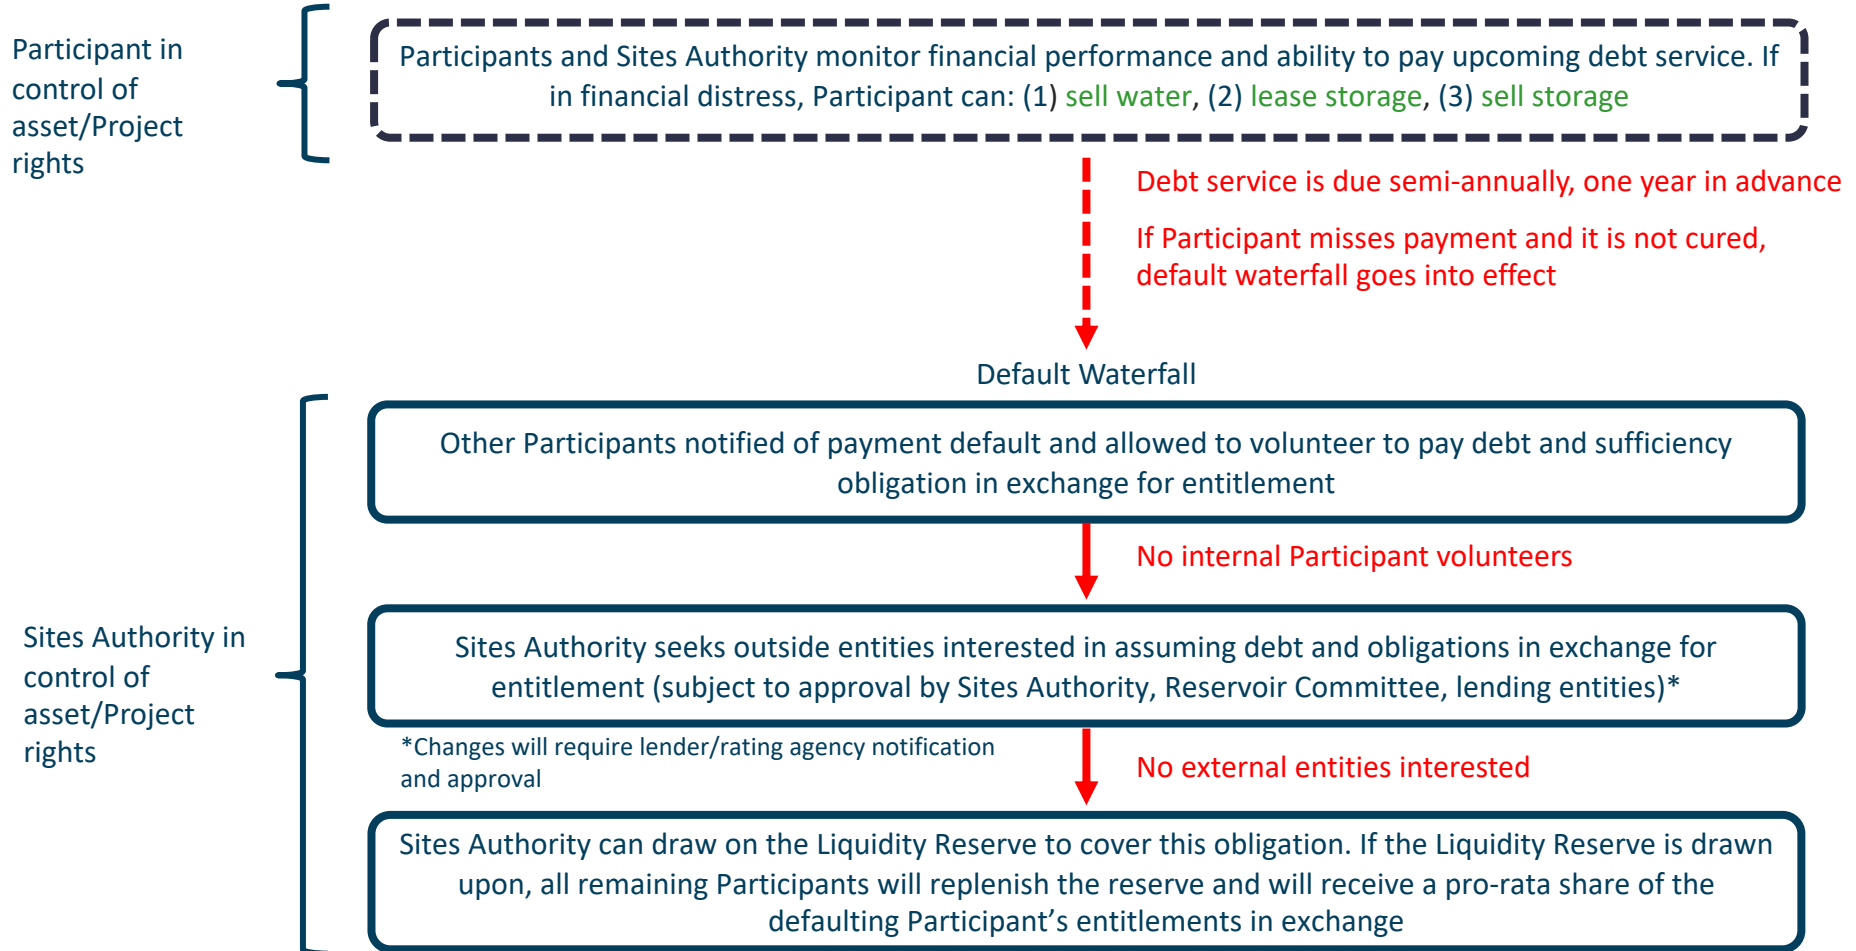 Participant in
control of
asset/Project
rights
Participants and Sites Authority monitor financial performance and ability to pay upcoming debt service. If
in financial distress, Participant can: (1) sell water, (2) lease storage, (3) sell storage
Debt service is due semi-annually, one year in advance
If Participant misses payment and it is not cured,
default waterfall goes into effect
Default Waterfall
Other Participants notified of payment default and allowed to volunteer to pay debt and sufficiency
obligation in exchange for entitlement
No internal Participant volunteers
Sites Authority in
control of
asset/Project
rights
Sites Authority seeks outside entities interested in assuming debt and obligations in exchange for
entitlement (subject to approval by Sites Authority, Reservoir Committee, lending entities)*
*Changes will require lender/rating agency notification
and approval
No external entities interested
Sites Authority can draw on the Liquidity Reserve to cover this obligation. If the Liquidity Reserve is drawn
upon, all remaining Participants will replenish the reserve and will receive a pro-rata share of the
defaulting Participant’s entitlements in exchange